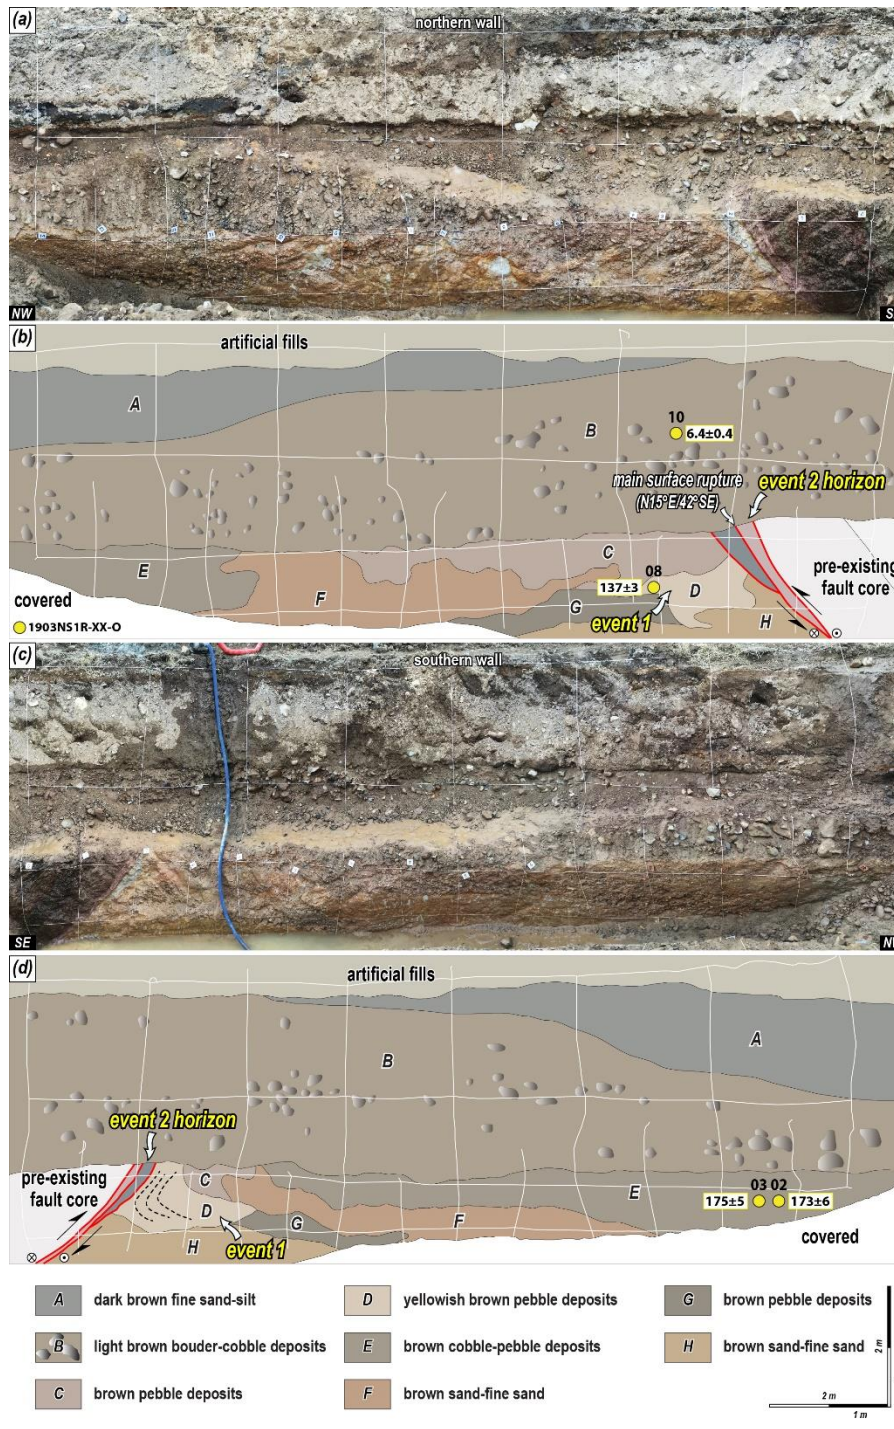 (a)
northern wall
NW
S
(b)
artificial fills
A
B
10
6.4±0.4
main surface rupture
(N15°E/42°SE)
event 2 horizon
C
E
08
137±3
D
pre-existing
fault core
covered
F
G
H
event 1
1903NS1R-XX-O
(c)
southern wall
SE
(d)
artificial fills
A
B
event 2 horizon
pre-existing
fault core
C
E
03 02
175±5
173±6
D
G
F
event 1
H
covered
A dark brown fine sand-silt
D yellowish brown pebble deposits
G brown pebble deposits
B light brown bouder-cobble deposits
E brown cobble-pebble deposits
H brown sand-fine sand
C brown pebble deposits
F brown sand-fine sand
2 m
2 m
1 m